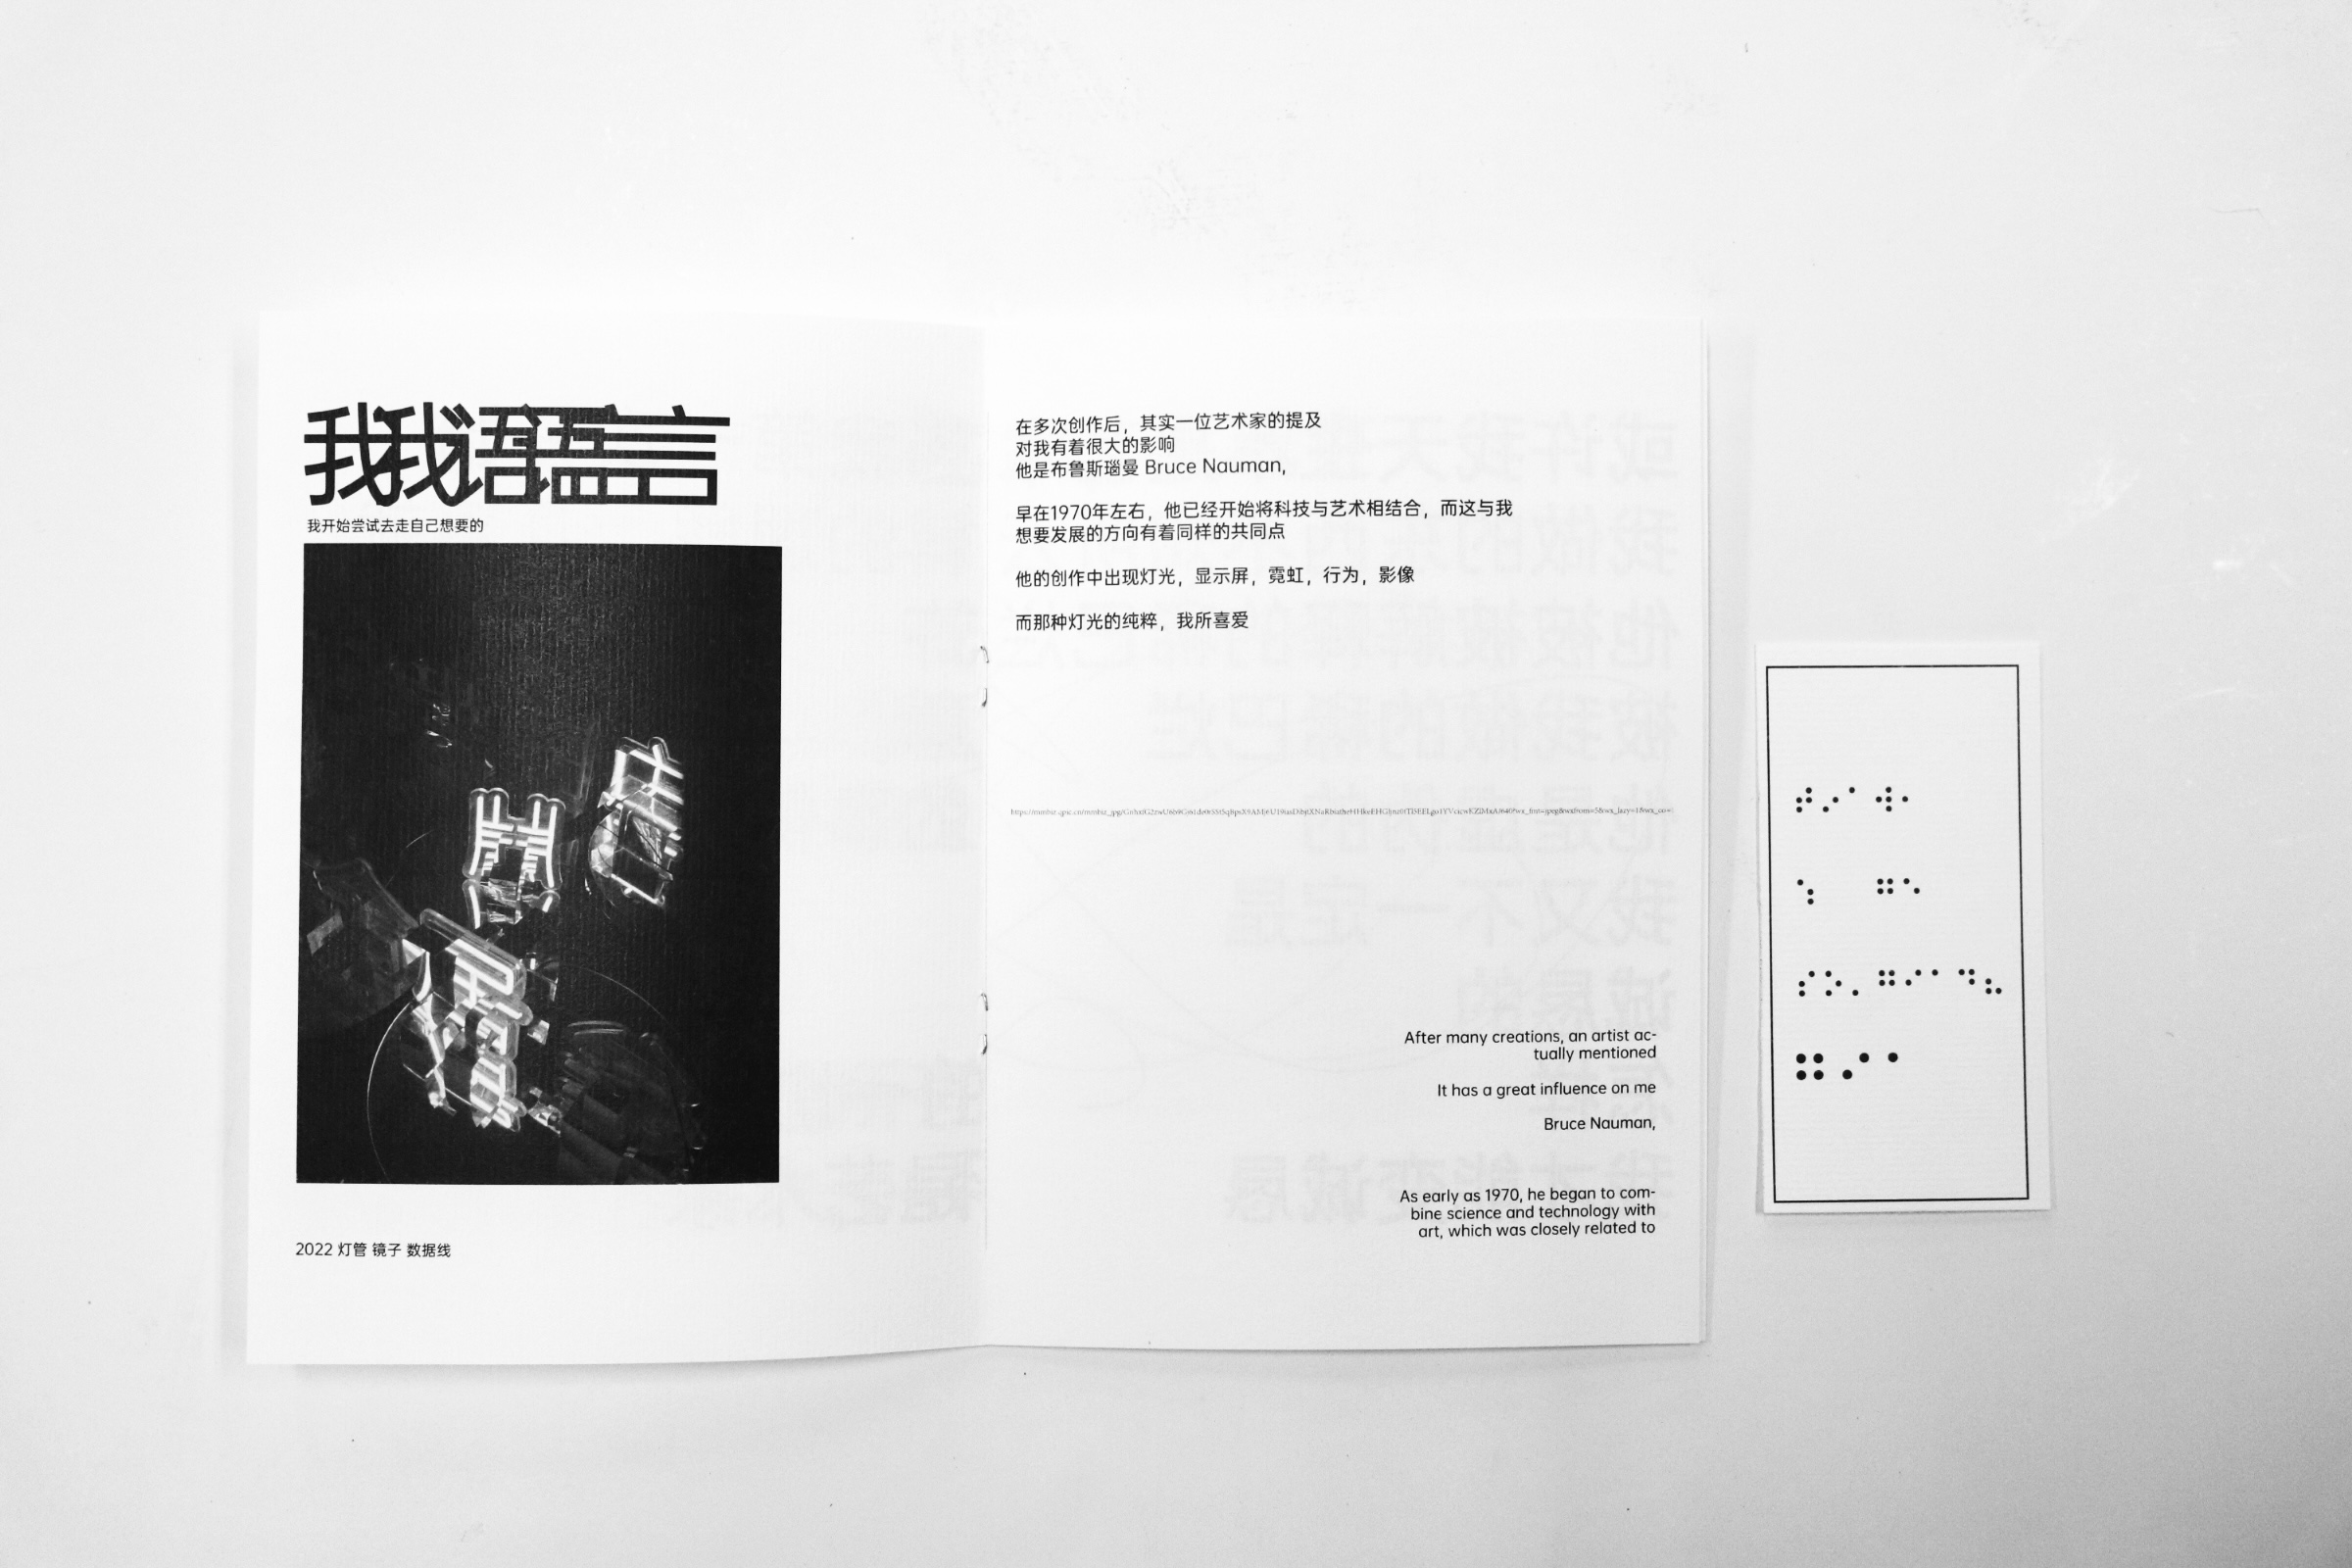 我我语语言言
我开始尝试去走自己想要的
2022 灯管 镜子 数据线
在多次创作后，其实一位艺术家的提及
对我有着很大的影响
他是布鲁斯瑙曼 Bruce Nauman,
早在1970年左右，他已经开始将科技与艺术相结合，而这与我
想要发展的方向有着同样的共同点
他的创作中出现灯光，显示屏，霓虹，行为，影像
而那种灯光的纯粹，我所喜爱
After many creations, an artist ac-
tually mentioned
It has a great influence on me
Bruce Nauman,
As early as 1970, he began to com-
bine science and technology with
art, which was closely related to